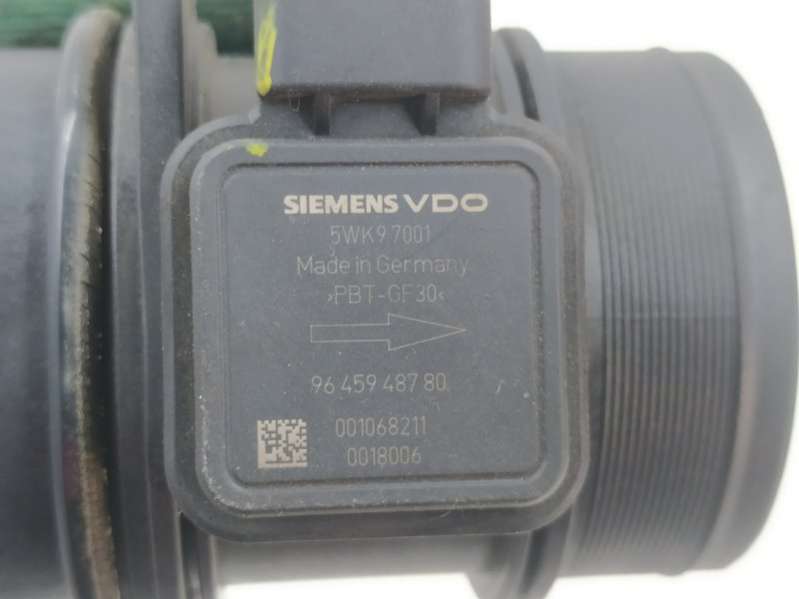 SIEMENS VDO
5WK9 7001
Made in Germany
›PBT-GF30‹
96 459 487 80
001068211
0018006